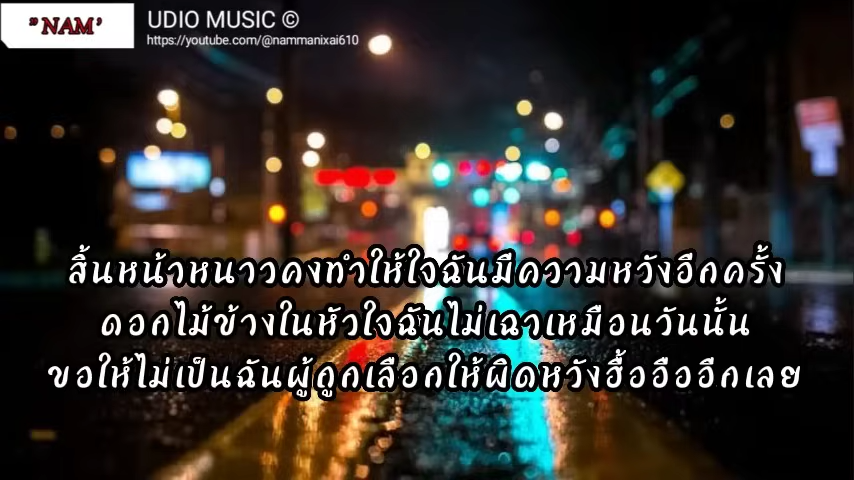 "NAM'
UDIO MUSIC ©
https://youtube.com/@nammanixai610
สิ้นหน้าหนาวคงทำให้ใจฉันมีความหวังอีกครั้ง
ดอกไม้ข้างในหัวใจฉันไม่เฉาเหมือนวันนั้น
ขอให้ไม่เป็นฉันผู้ถูกเลือกให้ผิดหวังฮื้ออืออีกเลย